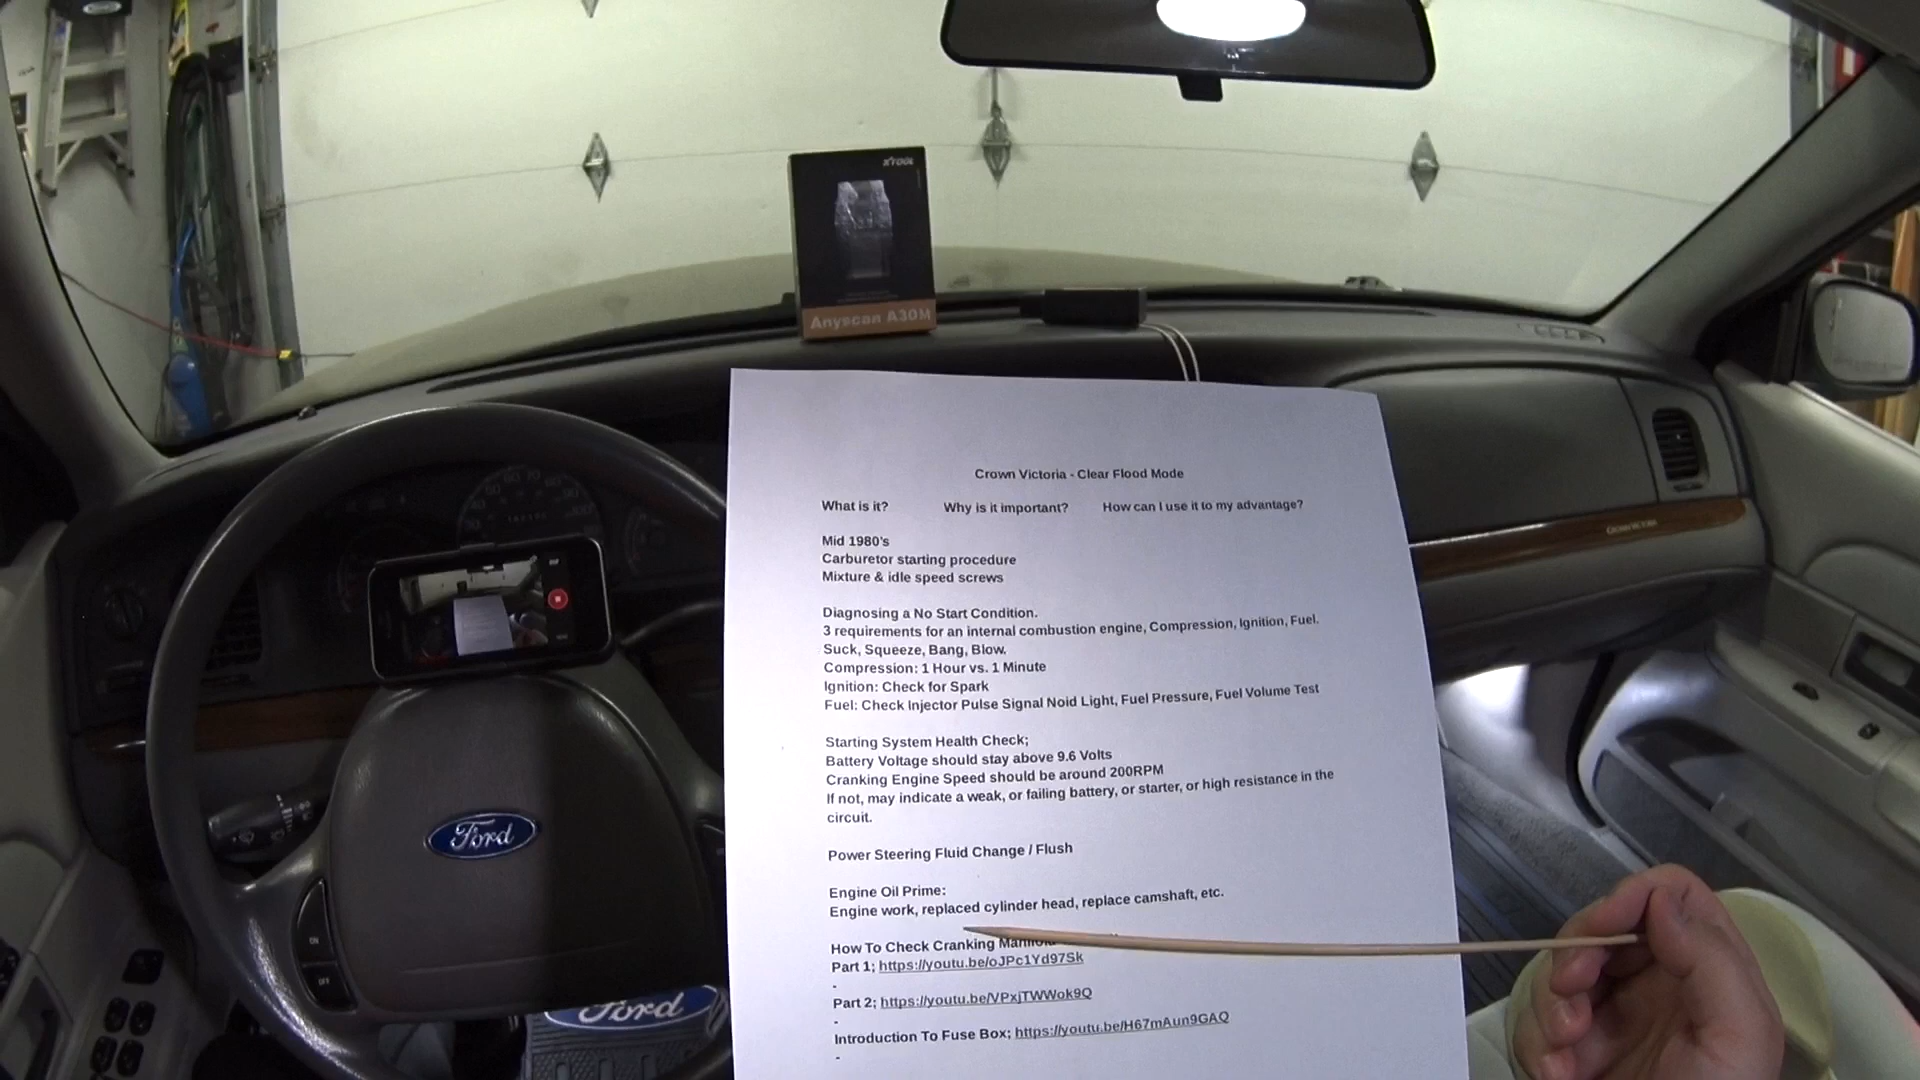 XTOOL
Anyscan A30M
Crown Victoria - Clear Flood Mode
What is it? Why is it important? How can I use it to my advantage?
Mid 1980's
Carburetor starting procedure
Mixture & idle speed screws
Diagnosing a No Start Condition.
3 requirements for an internal combustion engine, Compression, Ignition, Fuel.
Suck, Squeeze, Bang, Blow.
Compression: 1 Hour vs. 1 Minute
Ignition: Check for Spark
Fuel: Check Injector Pulse Signal Noid Light, Fuel Pressure, Fuel Volume Test
Starting System Health Check;
Battery Voltage should stay above 9.6 Volts
Cranking Engine Speed should be around 200RPM
If not, may indicate a weak, or failing battery, or starter, or high resistance in the
circuit.
Power Steering Fluid Change / Flush
Engine Oil Prime:
Engine work, replaced cylinder head, replace camshaft, etc.
How To Check Cranking
Part 1; https://youtu.be/oJPc1Yd97Sk
-
Part 2; https://youtu.be/VPxjTWWok9Q
-
Introduction To Fuse Box; https://youtu.be/H67mAun9GAQ
-
Ford
ON
OFF
Ford